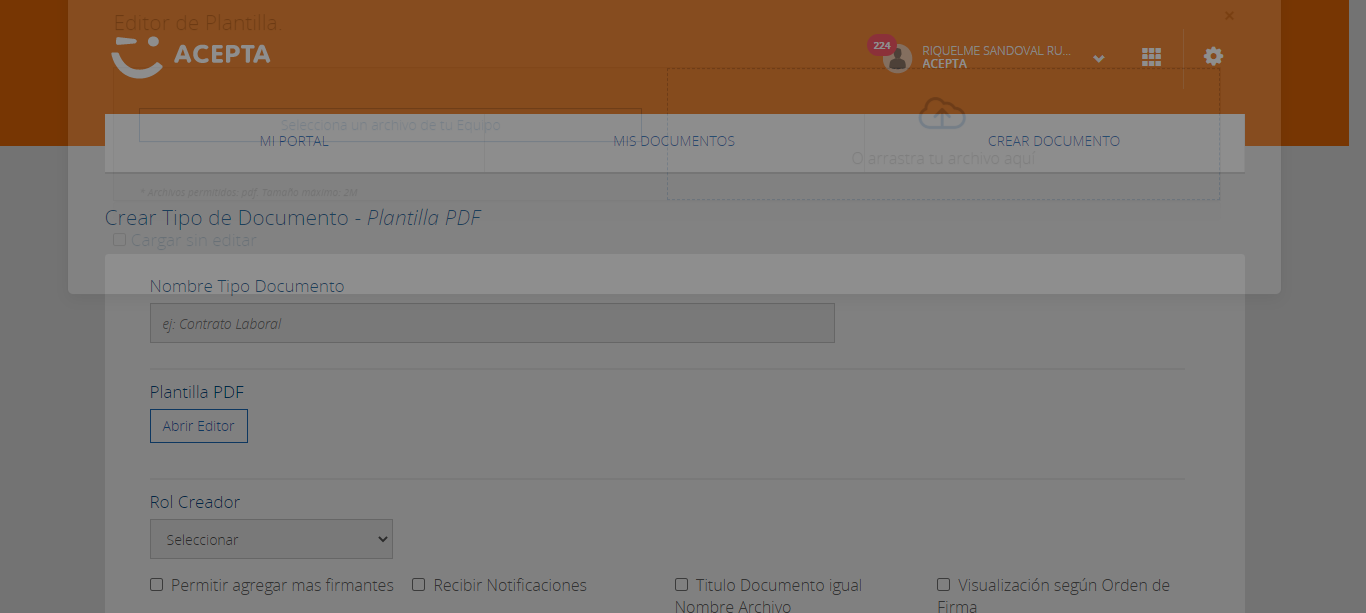 Editor de Plantilla
×
ACEPTA
224
RIQUELME SANDOVAL RU...
ACEPTA
Selecciona un archivo de tu Equipo
MI PORTAL
MIS DOCUMENTOS
CREAR DOCUMENTO
O arrastra tu archivo aquí
* Archivos permitidos: pdf. Tamaño máximo: 2M
Crear Tipo de Documento - Plantilla PDF
Cargar sin editar
Nombre Tipo Documento
ej: Contrato Laboral
Plantilla PDF
Abrir Editor
Rol Creador
Seleccionar
Permitir agregar mas firmantes
Recibir Notificaciones
Titulo Documento igual
Nombre Archivo
Visualización según Orden de
Firma